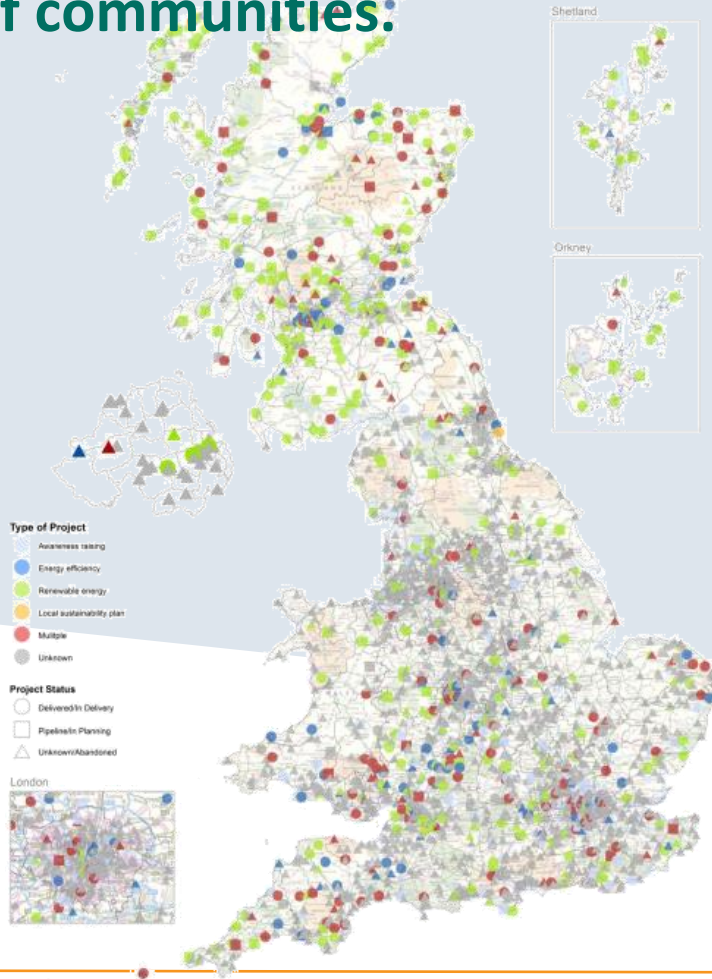 f communities.
Shetland
Orkney
Type of Project
Awareness raising
Energy efficiency
Renewable energy
Local sustainability plan
Mulitple
Unknown
Project Status
Delivered/In Delivery
Pipeline/In Planning
Unknown/Abandoned
London